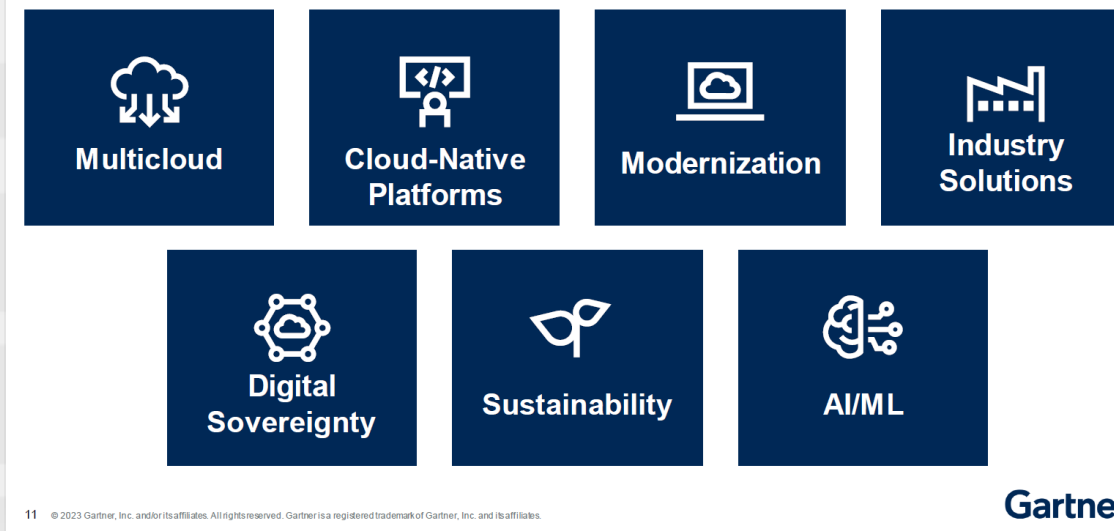 Multicloud
Cloud-Native
Platforms
Modernization
Industry
Solutions
Digital
Sovereignty
Sustainability
AI/ML
11 © 2023 Gartner, Inc. and/or its affiliates. All rights reserved. Gartner is a registered trademark of Gartner, Inc. and its affiliates.
Gartne